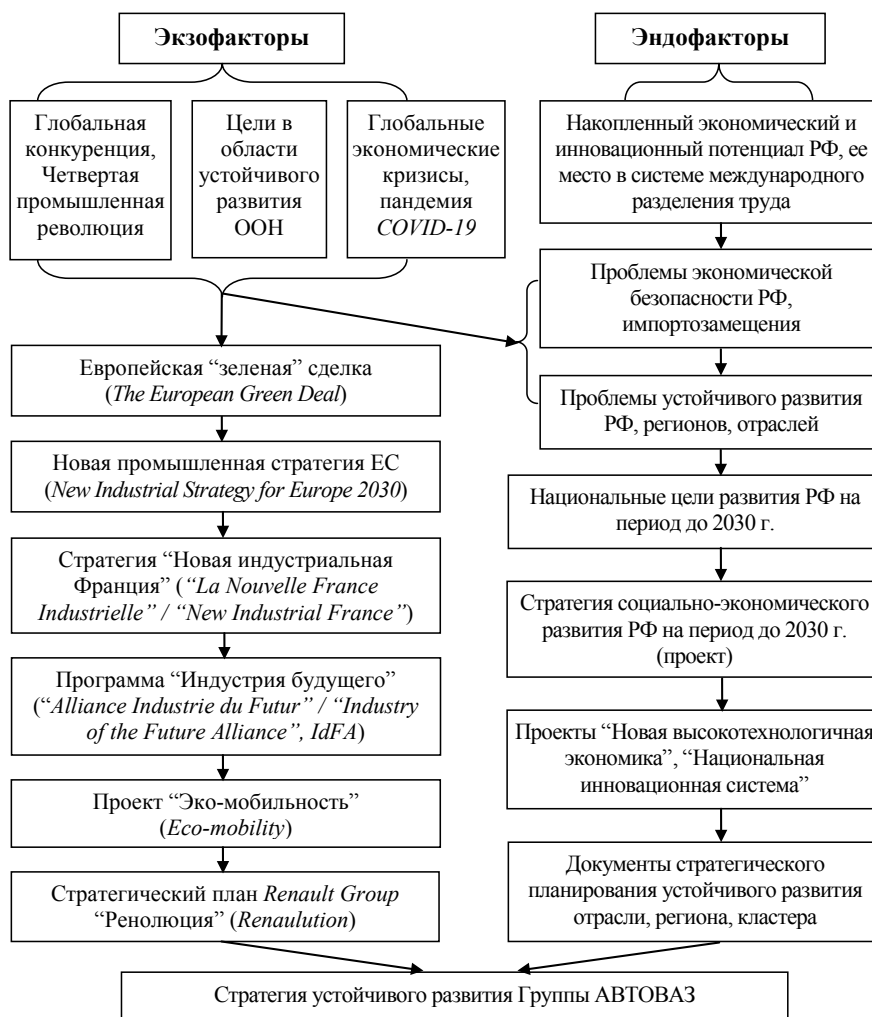 Экзофакторы
Глобальная
конкуренция,
Четвертая
промышленная
революция
Цели в
области
устойчивого
развития
ООН
Глобальные
экономические
кризисы,
пандемия
COVID-19
Европейская “зеленая” сделка
(The European Green Deal)
Новая промышленная стратегия ЕС
(New Industrial Strategy for Europe 2030)
Стратегия “Новая индустриальная
Франция” (“La Nouvelle France
Industrielle” / “New Industrial France”)
Программа “Индустрия будущего”
(“Alliance Industrie du Futur” / “Industry
of the Future Alliance”, IdFA)
Проект “Эко-мобильность”
(Eco-mobility)
Стратегический план Renault Group
“Ренолюция” (Renaulution)
Эндофакторы
Накопленный экономический и
инновационный потенциал РФ, ее
место в системе международного
разделения труда
Проблемы экономической
безопасности РФ,
импортозамещения
Проблемы устойчивого развития
РФ, регионов, отраслей
Национальные цели развития РФ на
период до 2030 г.
Стратегия социально-экономического
развития РФ на период до 2030 г.
(проект)
Проекты “Новая высокотехнологичная
экономика”, “Национальная
инновационная система”
Документы стратегического
планирования устойчивого развития
отрасли, региона, кластера
Стратегия устойчивого развития Группы АВТОВАЗ